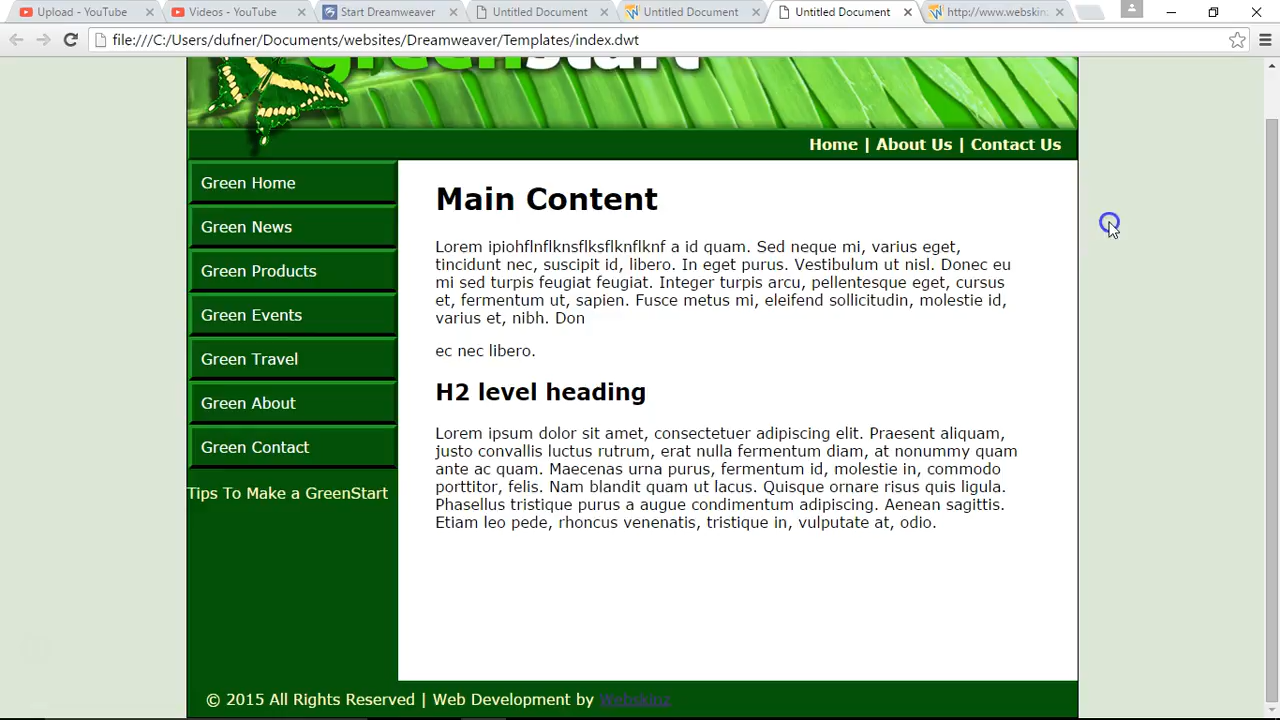 Upload - YouTube
Videos - YouTube
Start Dreamweaver
Untitled Document
Untitled Document
Untitled Document
http://www.webskinz
file:///C:/Users/dufner/Documents/websites/Dreamweaver/Templates/index.dwt
greenstart
Home | About Us | Contact Us
Green Home
Green News
Green Products
Green Events
Green Travel
Green About
Green Contact
Tips To Make a GreenStart
Main Content
Lorem ipiohflnflknsflksflknflknf a id quam. Sed neque mi, varius eget,
tincidunt nec, suscipit id, libero. In eget purus. Vestibulum ut nisl. Donec eu
mi sed turpis feugiat feugiat. Integer turpis arcu, pellentesque eget, cursus
et, fermentum ut, sapien. Fusce metus mi, eleifend sollicitudin, molestie id,
varius et, nibh. Don
ec nec libero.
H2 level heading
Lorem ipsum dolor sit amet, consectetuer adipiscing elit. Praesent aliquam,
justo convallis luctus rutrum, erat nulla fermentum diam, at nonummy quam
ante ac quam. Maecenas urna purus, fermentum id, molestie in, commodo
porttitor, felis. Nam blandit quam ut lacus. Quisque ornare risus quis ligula.
Phasellus tristique purus a augue condimentum adipiscing. Aenean sagittis.
Etiam leo pede, rhoncus venenatis, tristique in, vulputate at, odio.
© 2015 All Rights Reserved | Web Development by Webskinz